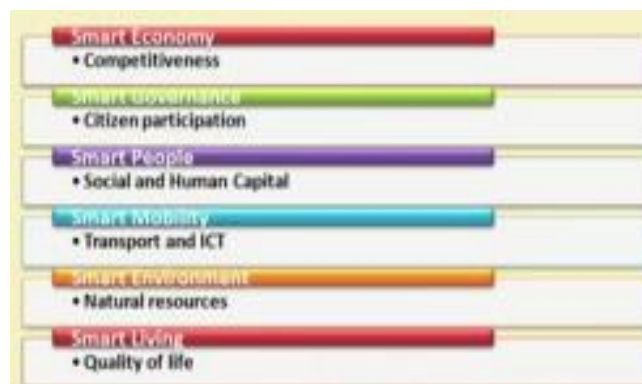 Smart Economy
• Competitiveness
Smart Governance
• Citizen participation
Smart People
• Social and Human Capital
Smart Mobility
• Transport and ICT
Smart Environment
• Natural resources
Smart Living
• Quality of life